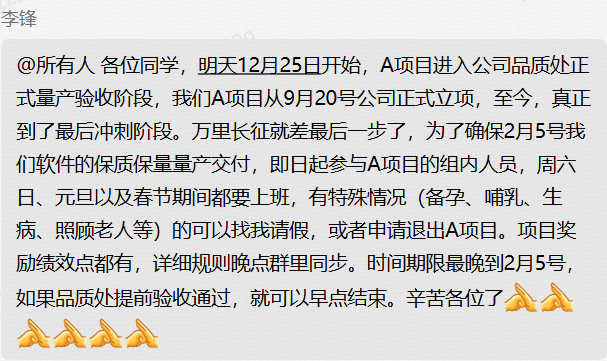 李锋
@所有人 各位同学，明天12月25日开始，A项目进入公司品质处正
式量产验收阶段，我们A项目从9月20号公司正式立项，至今，真正
到了最后冲刺阶段。万里长征就差最后一步了，为了确保2月5号我
们软件的保质保量量产交付，即日起参与A项目的组内人员，周六
日、元旦以及春节期间都要上班，有特殊情况（备孕、哺乳、生
病、照顾老人等）的可以找我请假，或者申请退出A项目。项目奖
励绩效点都有，详细规则晚点群里同步。时间期限最晚到2月5号，
如果品质处提前验收通过，就可以早点结束。辛苦各位了